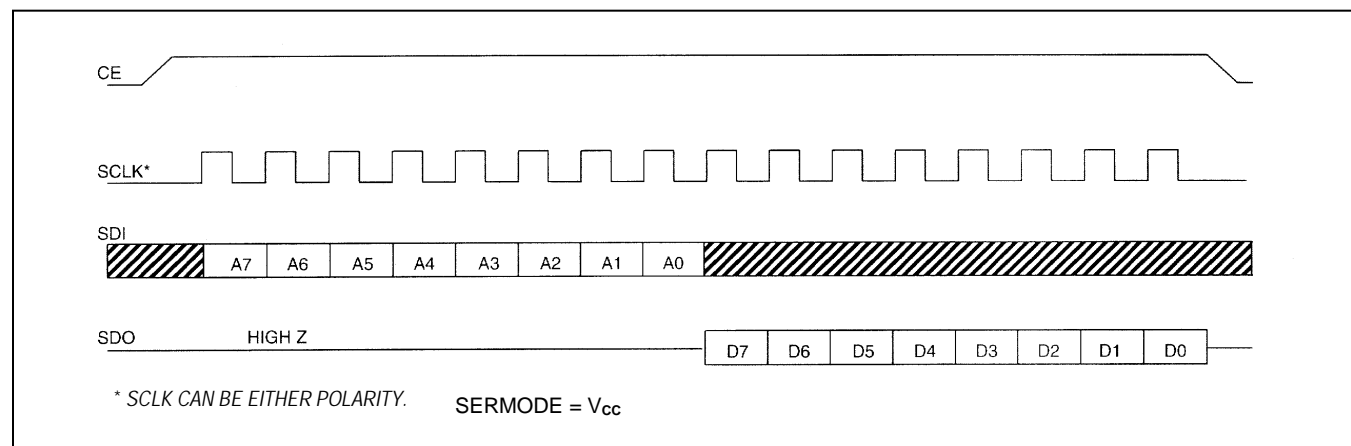 CE
SCLK*
SDI
A7 A6 A5 A4 A3 A2 A1 A0
SDO HIGH Z D7 D6 D5 D4 D3 D2 D1 D0
* SCLK CAN BE EITHER POLARITY. SERMODE = VCC